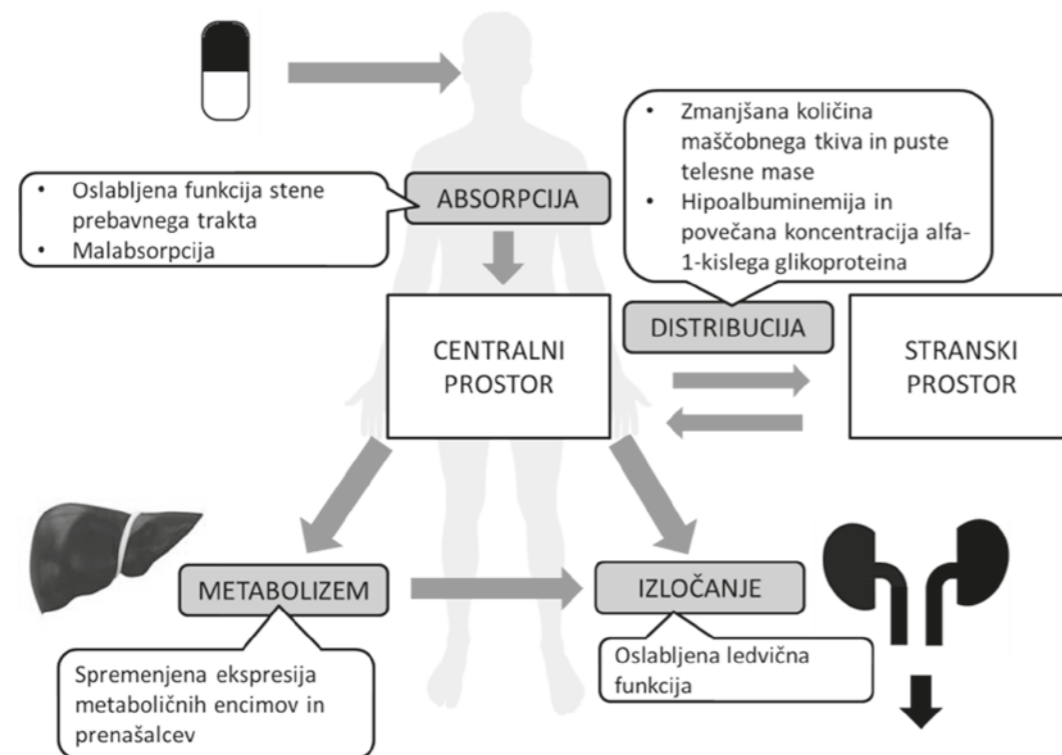 • Zmanjšana količina
maščobnega tkiva in puste
telesne mase
• Hipoalbuminemija in
povečana koncentracija alfa-
1-kislega glikoproteina
• Oslabljena funkcija stene
prebavnega trakta
• Malabsorpcija
ABSORPCIJA
DISTRIBUCIJA
CENTRALNI
PROSTOR
STRANSKI
PROSTOR
METABOLIZEM
IZLOČANJE
Spremenjena ekspresija
metaboličnih encimov in
prenašalcev
Oslabljena ledvična
funkcija